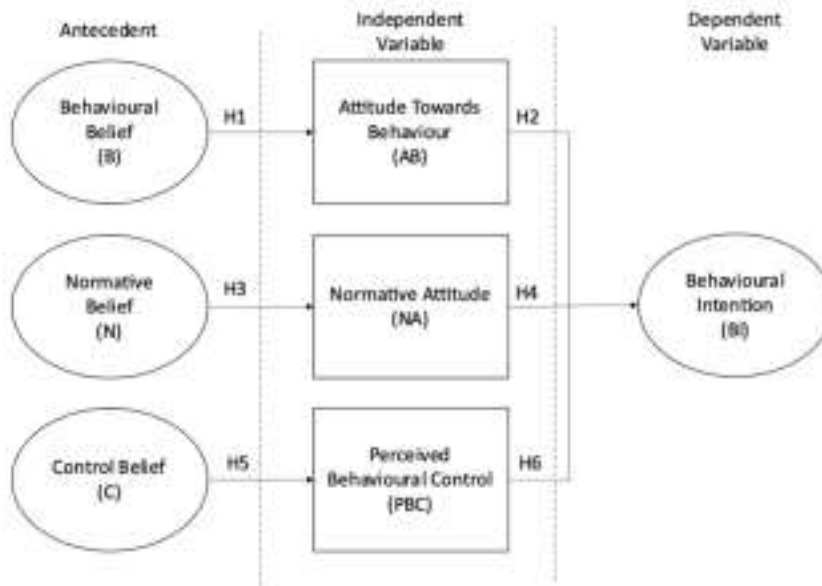 Antecedent
Independent
Variable
Dependent
Variable
Behavioural
Belief
(B)
H1
Attitude Towards
Behaviour
(AB)
H2
Normative
Belief
(N)
H3
Normative Attitude
(NA)
H4
Behavioural
Intention
(BI)
Control Belief
(C)
H5
Perceived
Behavioural Control
(PBC)
H6